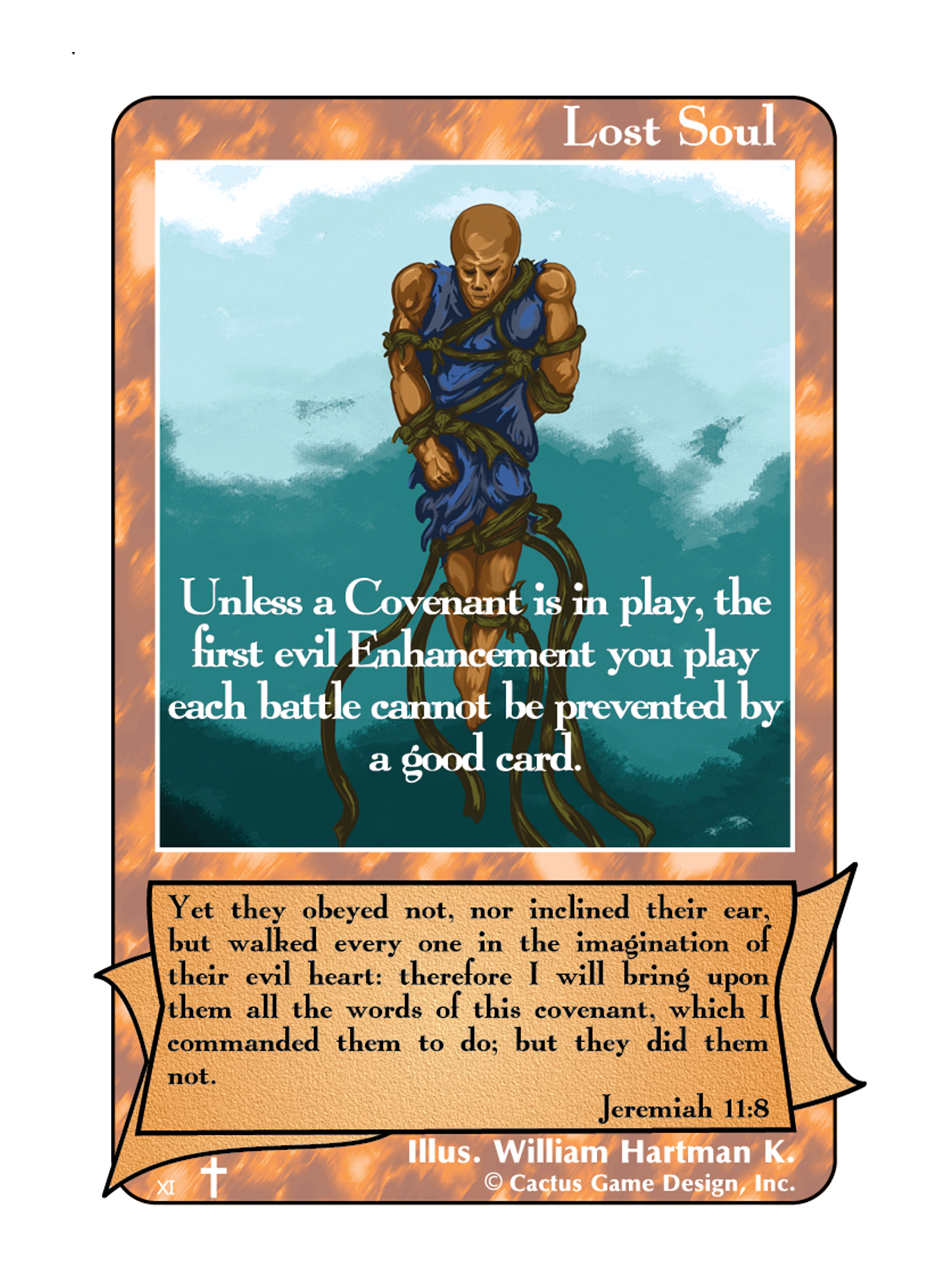 Lost Soul
Unless a Covenant is in play, the
first evil Enhancement you play
each battle cannot be prevented by
a good card.
Yet they obeyed not, nor inclined their ear,
but walked every one in the imagination of
their evil heart: therefore I will bring upon
them all the words of this covenant, which I
commanded them to do; but they did them
not.
Jeremiah 11:8
Illus. William Hartman K.
XI
© Cactus Game Design, Inc.